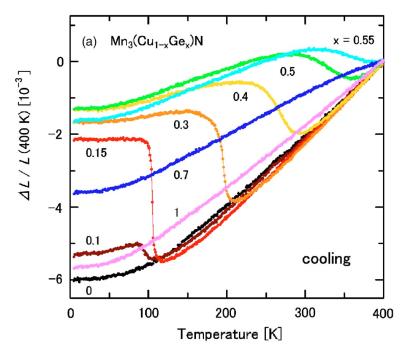 (a) Mn₃(Cu₁₋ₓGeₓ)N
x = 0.55
0.5
0.4
0.3
0.15
0.7
1
0.1
0
cooling
0
-2
-4
-6
ΔL / L (400 K) [10⁻³]
0 100 200 300 400
Temperature [K]